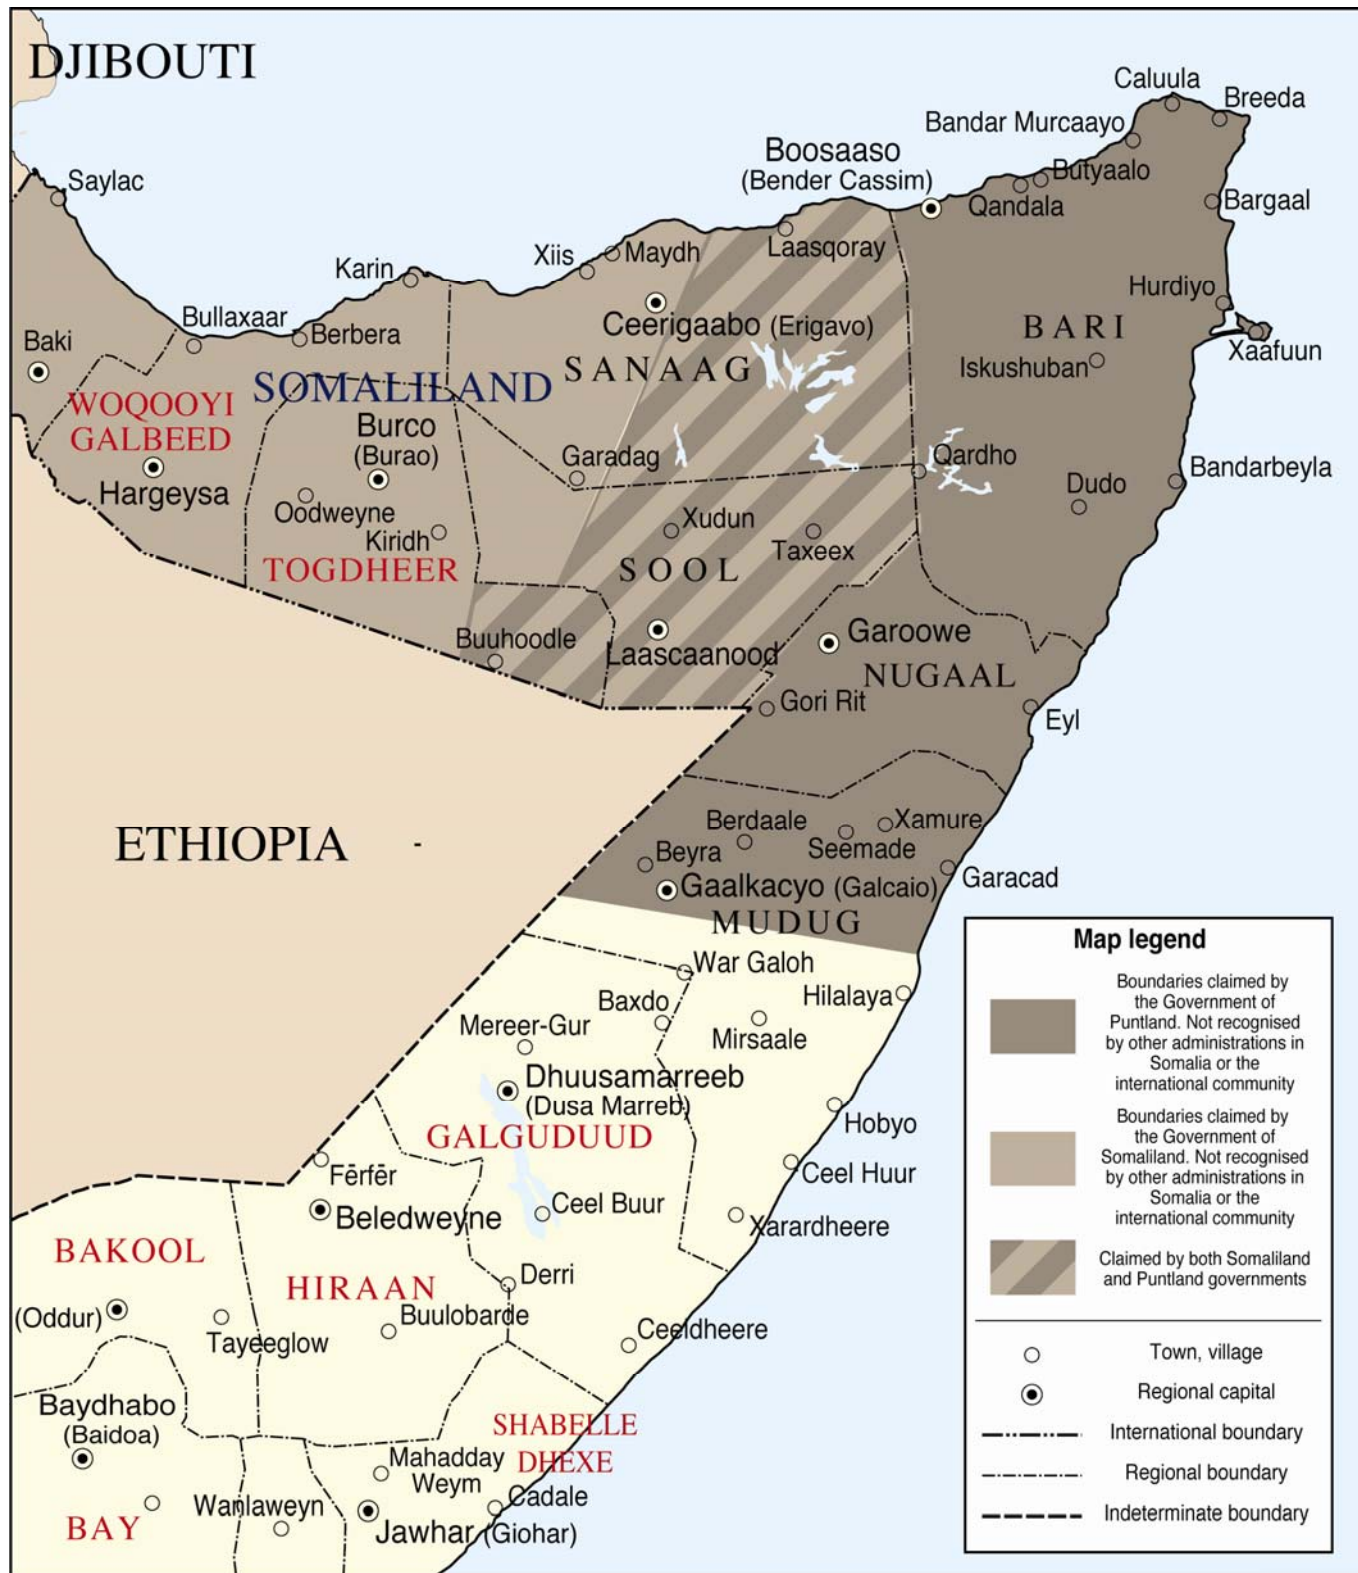 DJIBOUTI
Caluula
Breeda
Bandar Murcaayo
Boosaaso
(Bender Cassim)
Butyaalo
Qandala
Bargaal
Saylac
Laasqoray
Maydh
Xiis
Karin
Hurdiyo
Bullaxaar
Berbera
Ceerigaabo (Erigavo)
BARI
Baki
Xaafuun
Iskushuban
SANAAG
SOMALILAND
WOQOOYI
GALBEED
Burco
(Burao)
Garadag
Qardho
Bandarbeyla
Hargeysa
Dudo
Oodweyne
Kiridh
Xudun
Taxeex
TOGDHEER
SOOL
Garoowe
Buuhoodle
Laascaanood
NUGAAL
Gori Rit
Eyl
ETHIOPIA
-
Berdaale
Xamure
Seemade
Beyra
Gaalkacyo (Galcaio)
Garacad
MUDUG
War Galoh
Hilalaya
Baxdo
Mereer-Gur
Mirsaale
Dhuusamarreeb
(Dusa Marreb)
Hobyo
GALGUDUUD
Fērfēr
Ceel Huur
Beledweyne
Ceel Buur
Xarardheere
BAKOOL
HIRAAN
Derri
(Oddur)
Tayeeglow
Buulobarde
Ceeldheere
Baydhabo
(Baidoa)
SHABELLE
DHEXE
Mahadday
Weym
Wanlaweyn
Cadale
BAY
Jawhar (Giohar)
Map legend
Boundaries claimed by
the Government of
Puntland. Not recognised
by other administrations in
Somalia or the
international community
Boundaries claimed by
the Government of
Somaliland. Not recognised
by other administrations in
Somalia or the
international community
Claimed by both Somaliland
and Puntland governments
Town, village
Regional capital
International boundary
Regional boundary
Indeterminate boundary